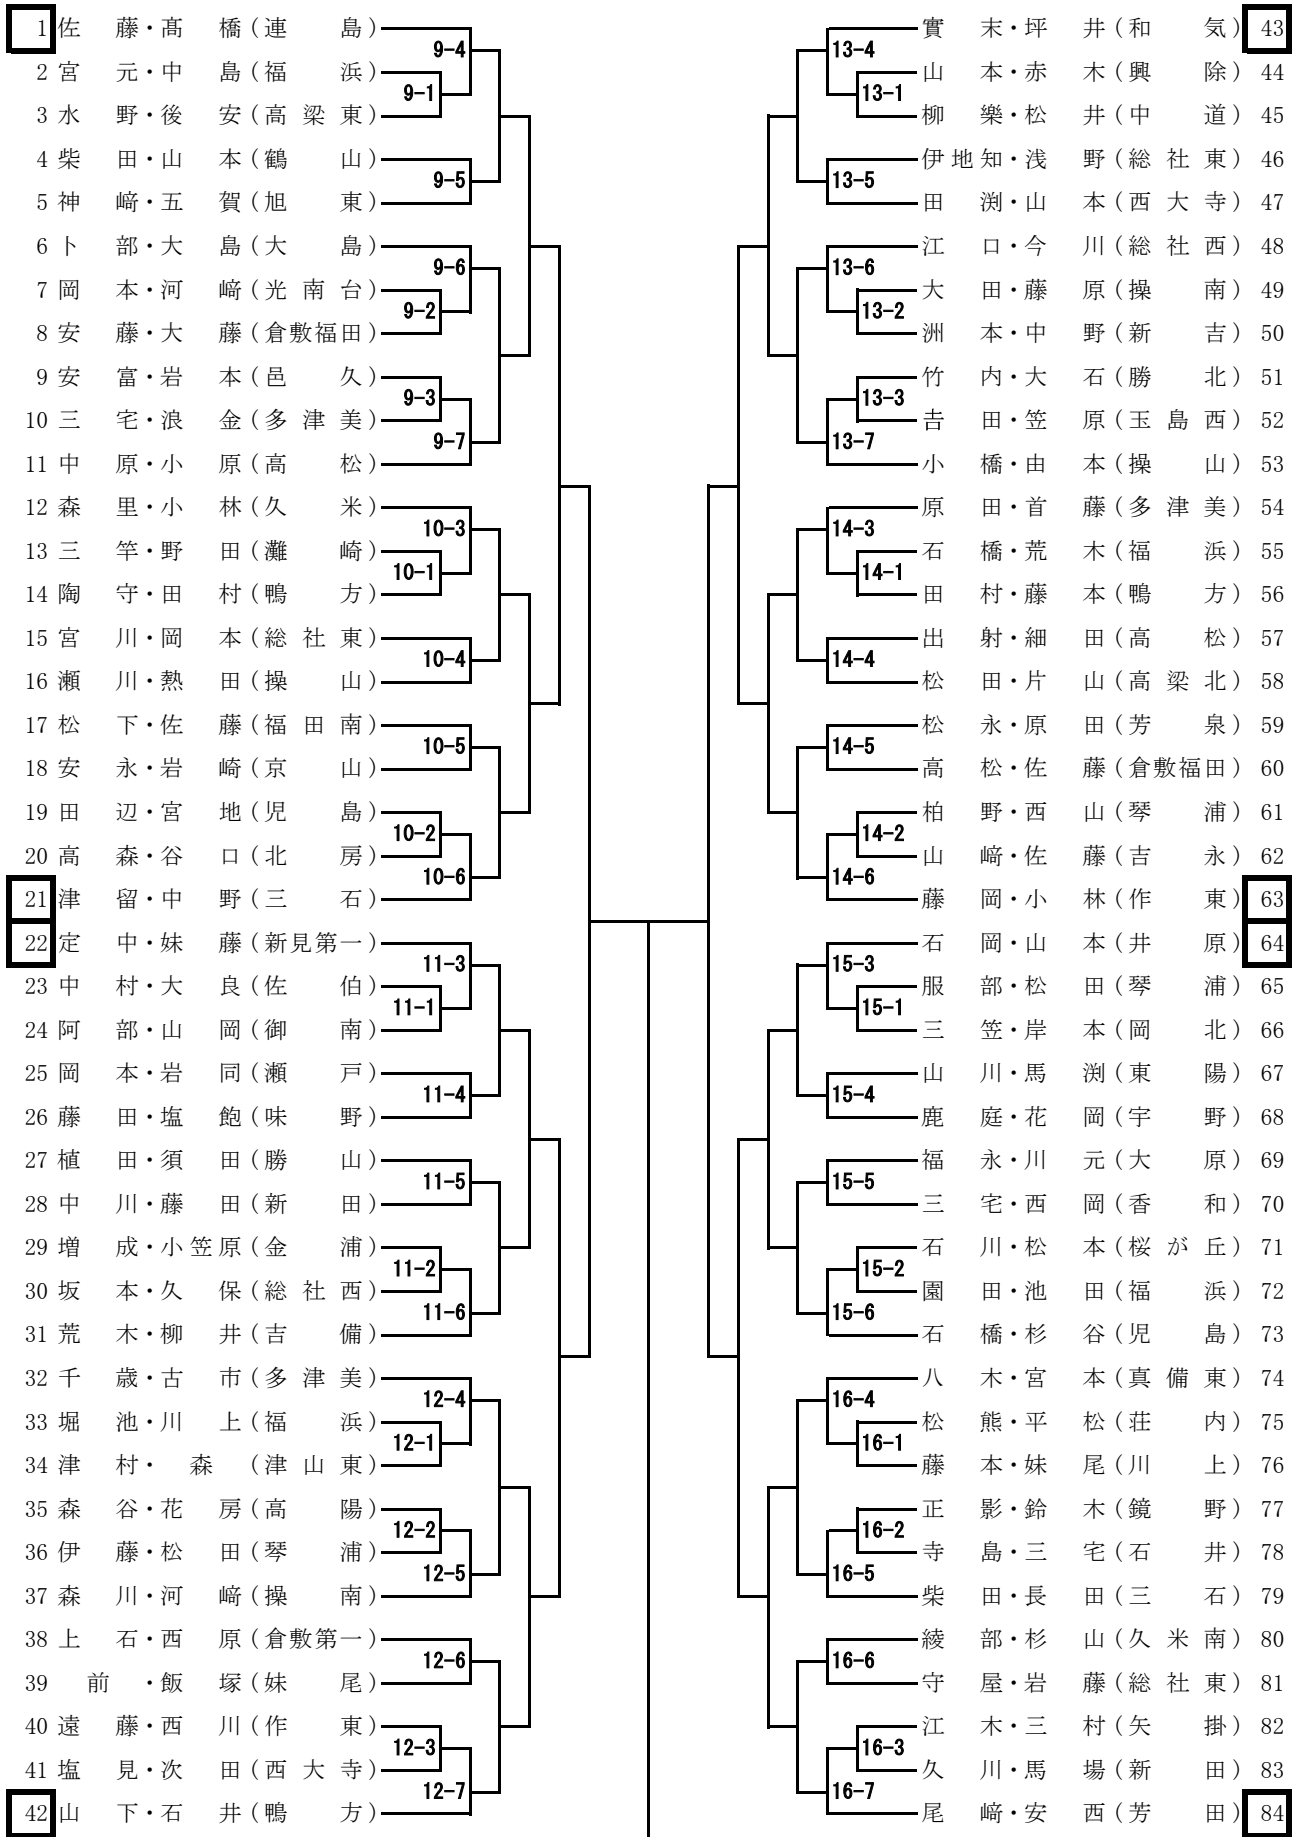 1 佐藤・髙橋(連島)
9-4
2 宮元・中島(福浜)
9-1
3 水野・後安(高梁東)
4 柴田・山本(鶴山)
9-5
5 神﨑・五賀(旭東)
6 卜部・大島(大島)
9-6
7 岡本・河﨑(光南台)
9-2
8 安藤・大藤(倉敷福田)
9 安富・岩本(邑久)
9-3
10 三宅・浪金(多津美)
9-7
11 中原・小原(高松)
12 森里・小林(久米)
10-3
13 三竿・野田(灘崎)
10-1
14 陶守・田村(鴨方)
15 宮川・岡本(総社東)
10-4
16 瀬川・熱田(操山)
17 松下・佐藤(福田南)
10-5
18 安永・岩崎(京山)
19 田辺・宮地(児島)
10-2
20 高森・谷口(北房)
10-6
21 津留・中野(三石)
22 定中・妹藤(新見第一)
11-3
23 中村・大良(佐伯)
11-1
24 阿部・山岡(御南)
25 岡本・岩同(瀬戸)
11-4
26 藤田・塩飽(味野)
27 植田・須田(勝山)
11-5
28 中川・藤田(新田)
29 増成・小笠原(金浦)
11-2
30 坂本・久保(総社西)
11-6
31 荒木・柳井(吉備)
32 千歳・古市(多津美)
12-4
33 堀池・川上(福浜)
12-1
34 津村・森(津山東)
35 森谷・花房(高陽)
12-2
36 伊藤・松田(琴浦)
12-5
37 森川・河﨑(操南)
38 上石・西原(倉敷第一)
12-6
39 前・飯塚(妹尾)
40 遠藤・西川(作東)
12-3
41 塩見・次田(西大寺)
12-7
42 山下・石井(鴨方)
實末・坪井(和気) 43
13-4
山本・赤木(興除) 44
13-1
柳樂・松井(中道) 45
伊地知・浅野(総社東) 46
13-5
田渕・山本(西大寺) 47
江口・今川(総社西) 48
13-6
大田・藤原(操南) 49
13-2
洲本・中野(新吉) 50
竹内・大石(勝北) 51
13-3
𠮷田・笠原(玉島西) 52
13-7
小橋・由本(操山) 53
原田・首藤(多津美) 54
14-3
石橋・荒木(福浜) 55
14-1
田村・藤本(鴨方) 56
出射・細田(高松) 57
14-4
松田・片山(高梁北) 58
松永・原田(芳泉) 59
14-5
高松・佐藤(倉敷福田) 60
柏野・西山(琴浦) 61
14-2
山﨑・佐藤(吉永) 62
14-6
藤岡・小林(作東) 63
石岡・山本(井原) 64
15-3
服部・松田(琴浦) 65
15-1
三笠・岸本(岡北) 66
山川・馬渕(東陽) 67
15-4
鹿庭・花岡(宇野) 68
福永・川元(大原) 69
15-5
三宅・西岡(香和) 70
石川・松本(桜が丘) 71
15-2
園田・池田(福浜) 72
15-6
石橋・杉谷(児島) 73
八木・宮本(真備東) 74
16-4
松熊・平松(荘内) 75
16-1
藤本・妹尾(川上) 76
正影・鈴木(鏡野) 77
16-2
寺島・三宅(石井) 78
16-5
柴田・長田(三石) 79
綾部・杉山(久米南) 80
16-6
守屋・岩藤(総社東) 81
江木・三村(矢掛) 82
16-3
久川・馬場(新田) 83
16-7
尾﨑・安西(芳田) 84